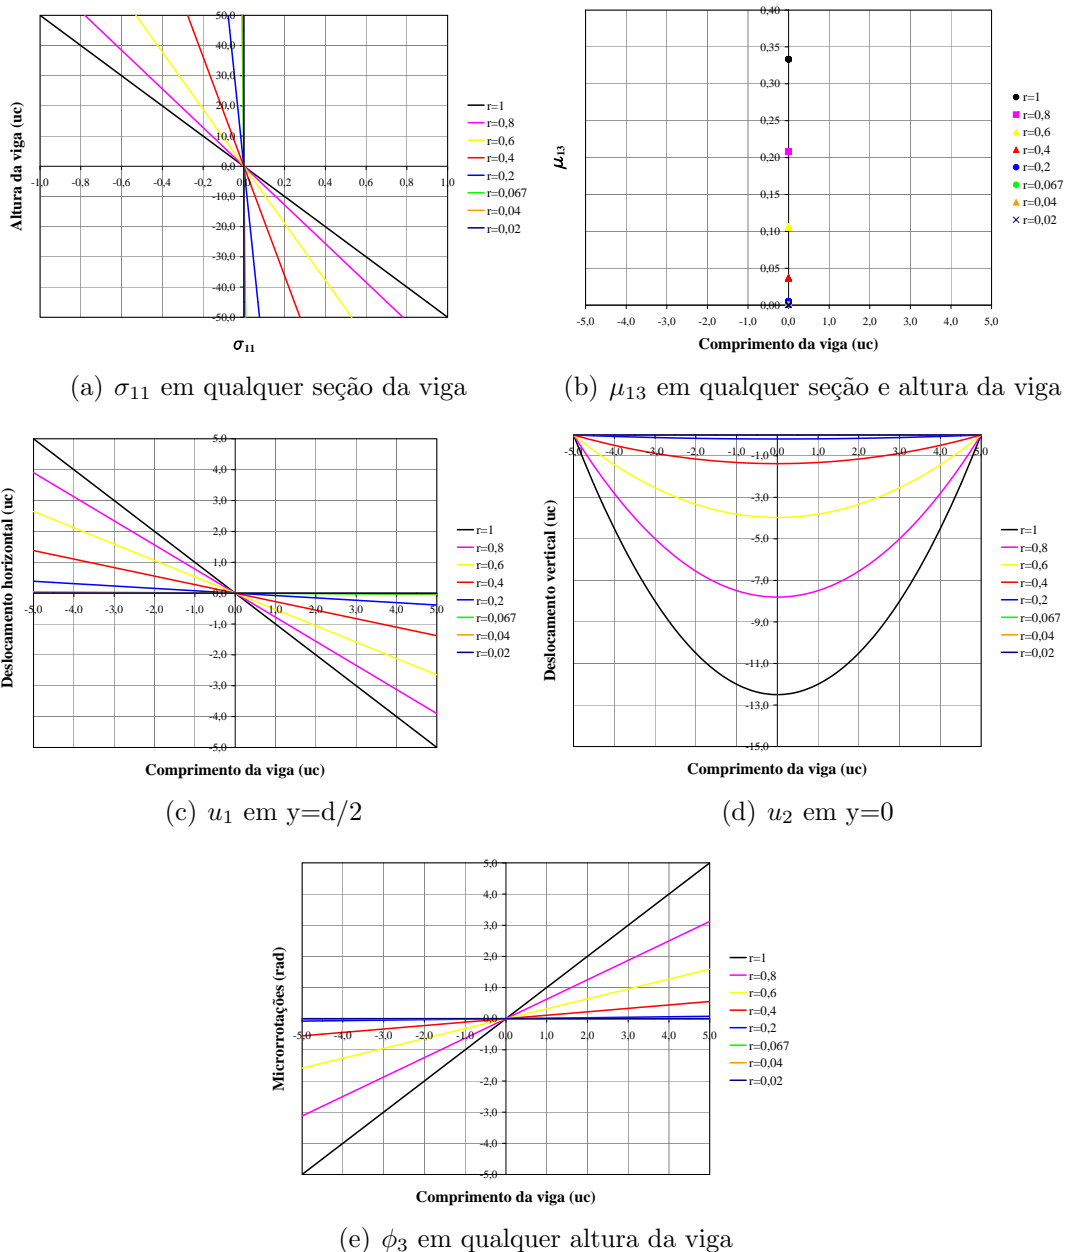 50,0
40,0
30,0
20,0
10,0
0,0
-1,0 -0,8 -0,6 -0,4 -0,2 0,0 0,2 0,4 0,6 0,8 1,0
-10,0
-20,0
-30,0
-40,0
-50,0
Altura da viga (uc)
σ11
r=1
r=0,8
r=0,6
r=0,4
r=0,2
r=0,067
r=0,04
r=0,02
(a) σ11 em qualquer seção da viga
0,40
0,35
0,30
0,25
0,20
0,15
0,10
0,05
0,00
-5,0 -4,0 -3,0 -2,0 -1,0 0,0 1,0 2,0 3,0 4,0 5,0
μ13
Comprimento da viga (uc)
r=1
r=0,8
r=0,6
r=0,4
r=0,2
r=0,067
r=0,04
r=0,02
(b) μ13 em qualquer seção e altura da viga
5,0
4,0
3,0
2,0
1,0
0,0
-5,0 -4,0 -3,0 -2,0 -1,0 0,0 1,0 2,0 3,0 4,0 5,0
-1,0
-2,0
-3,0
-4,0
-5,0
Deslocamento horizontal (uc)
Comprimento da viga (uc)
r=1
r=0,8
r=0,6
r=0,4
r=0,2
r=0,067
r=0,04
r=0,02
(c) u1 em y=d/2
-5,0 -4,0 -3,0 -2,0 -1,0 0,0 1,0 2,0 3,0 4,0 5,0
-1,0
-3,0
-5,0
-7,0
-9,0
-11,0
-13,0
-15,0
Deslocamento vertical (uc)
Comprimento da viga (uc)
r=1
r=0,8
r=0,6
r=0,4
r=0,2
r=0,067
r=0,04
r=0,02
(d) u2 em y=0
5,0
4,0
3,0
2,0
1,0
0,0
-5,0 -4,0 -3,0 -2,0 -1,0 0,0 1,0 2,0 3,0 4,0 5,0
-1,0
-2,0
-3,0
-4,0
-5,0
Microrrotações (rad)
Comprimento da viga (uc)
r=1
r=0,8
r=0,6
r=0,4
r=0,2
r=0,067
r=0,04
r=0,02
(e) ϕ3 em qualquer altura da viga